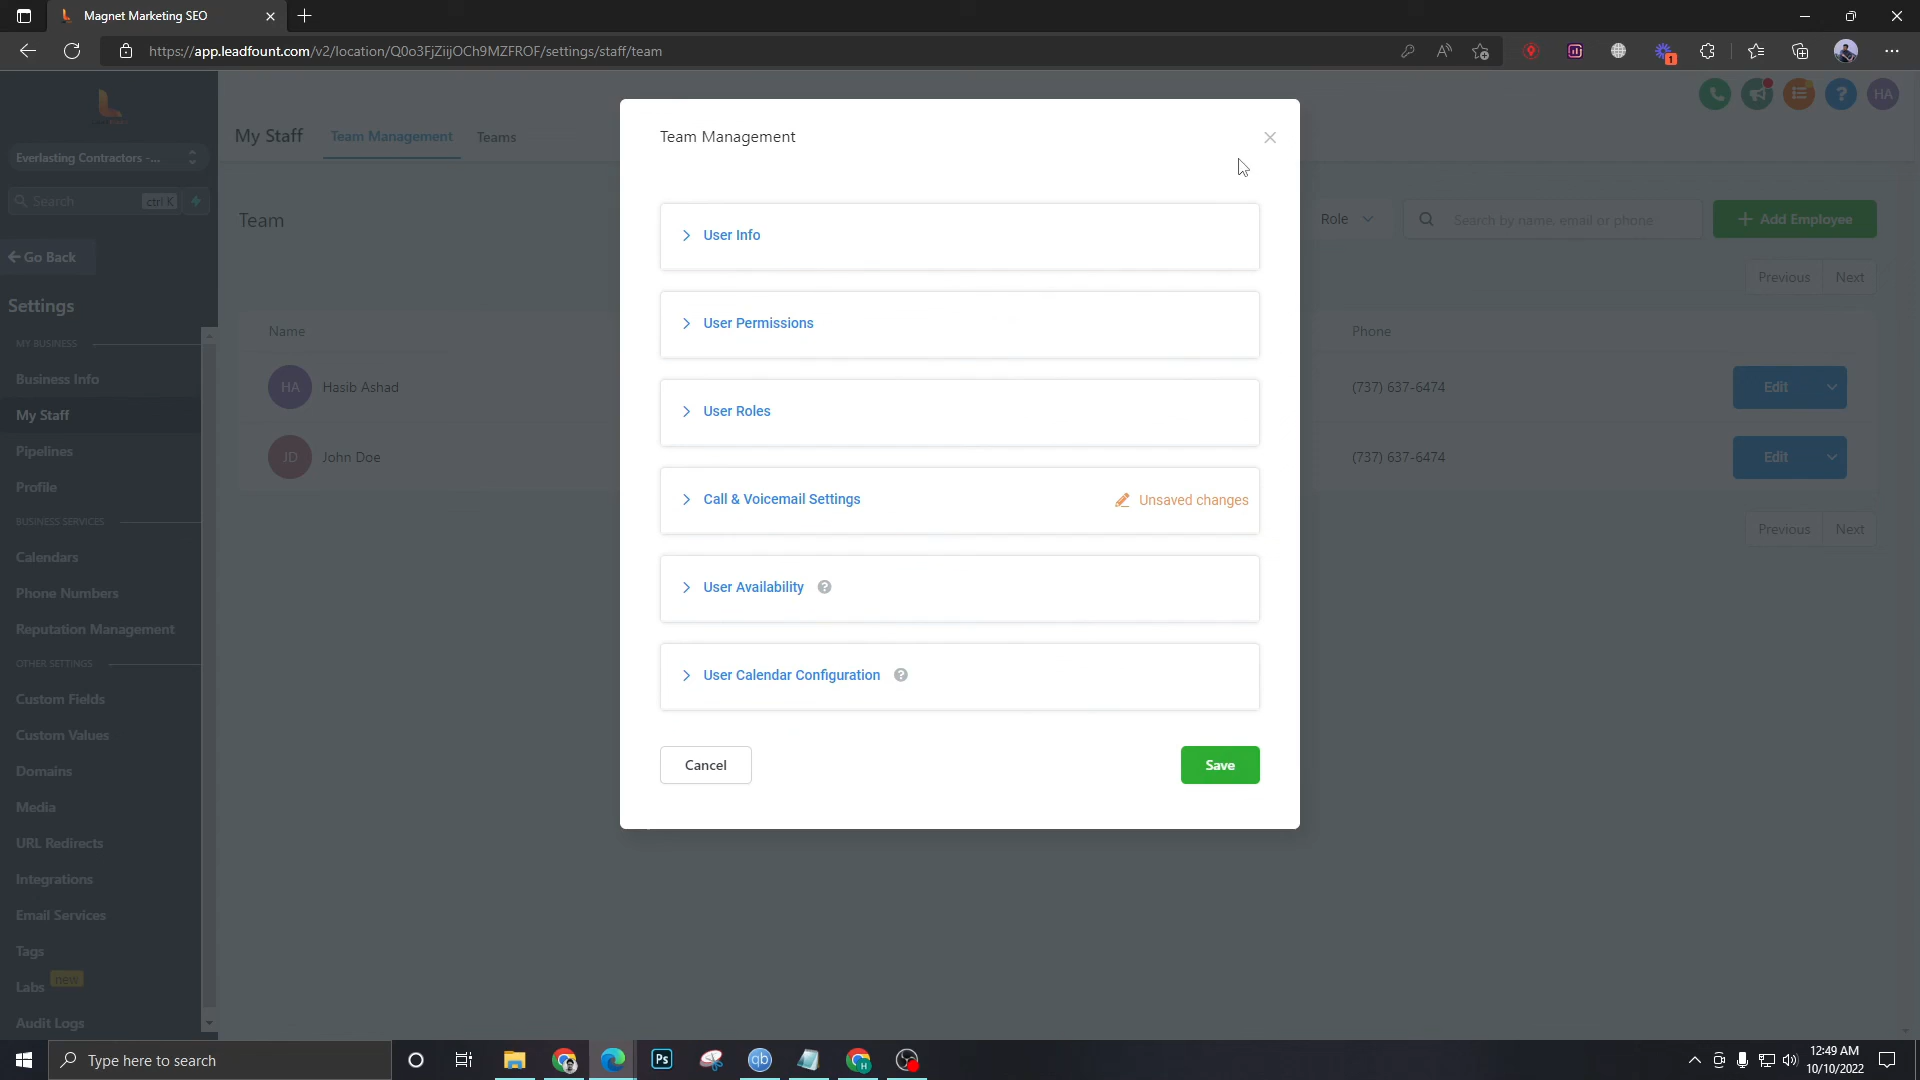 Magnet Marketing SEO
https://app.leadfount.com/v2/location/Q0o3FjZiijOCh9MZFROF/settings/staff/team
1
Everlasting Contractors -...
Search
ctrl K
Go Back
Settings
MY BUSINESS
Business Info
My Staff
Pipelines
Profile
BUSINESS SERVICES
Calendars
Phone Numbers
Reputation Management
OTHER SETTINGS
Custom Fields
Custom Values
Domains
Media
URL Redirects
Integrations
Email Services
Tags
Labs
new
Audit Logs
My Staff
Team Management
Teams
?
HA
Team
Role
Search by name, email or phone
Add Employee
Previous
Next
Name
Phone
HA
Hasib Ashad
(737) 637-6474
Edit
JD
John Doe
(737) 637-6474
Edit
Previous
Next
Team Management
User Info
User Permissions
User Roles
Call & Voicemail Settings
Unsaved changes
User Availability
?
User Calendar Configuration
?
Cancel
Save
Type here to search
Ps
qb
H
12:49 AM
10/10/2022